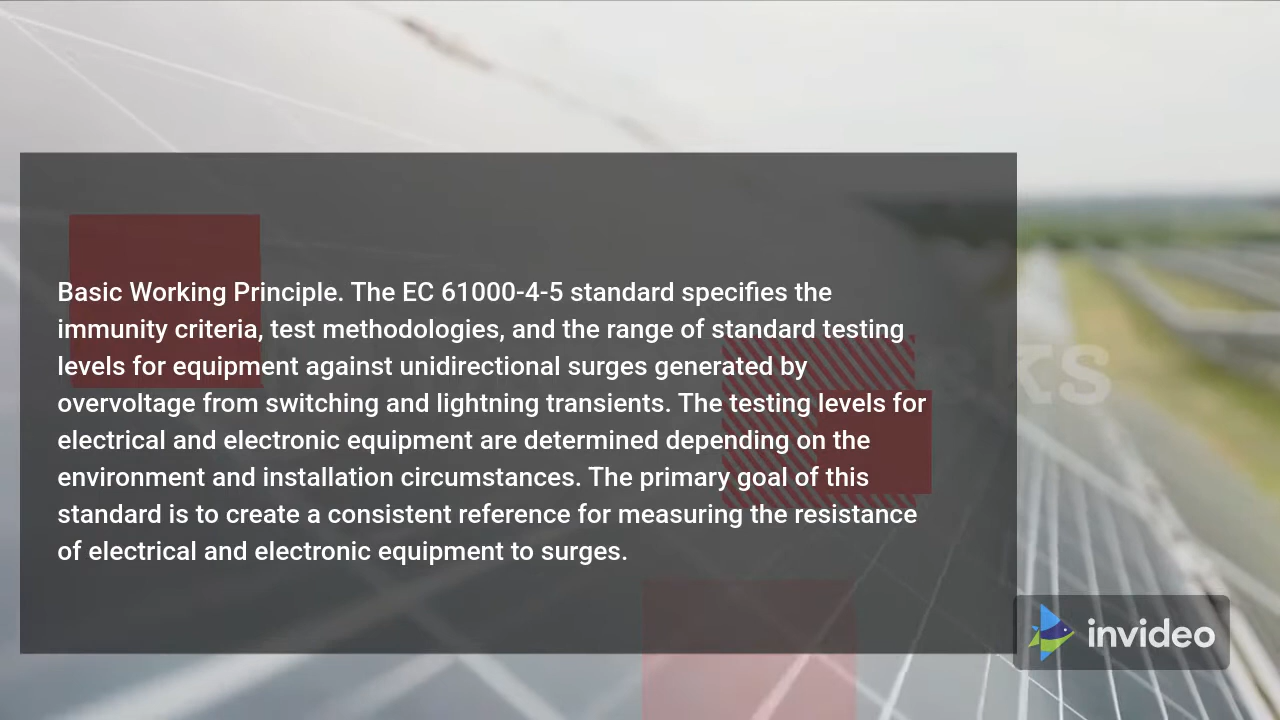 Basic Working Principle. The EC 61000-4-5 standard specifies the
immunity criteria, test methodologies, and the range of standard testing
levels for equipment against unidirectional surges generated by
overvoltage from switching and lightning transients. The testing levels for
electrical and electronic equipment are determined depending on the
environment and installation circumstances. The primary goal of this
standard is to create a consistent reference for measuring the resistance
of electrical and electronic equipment to surges.
invideo